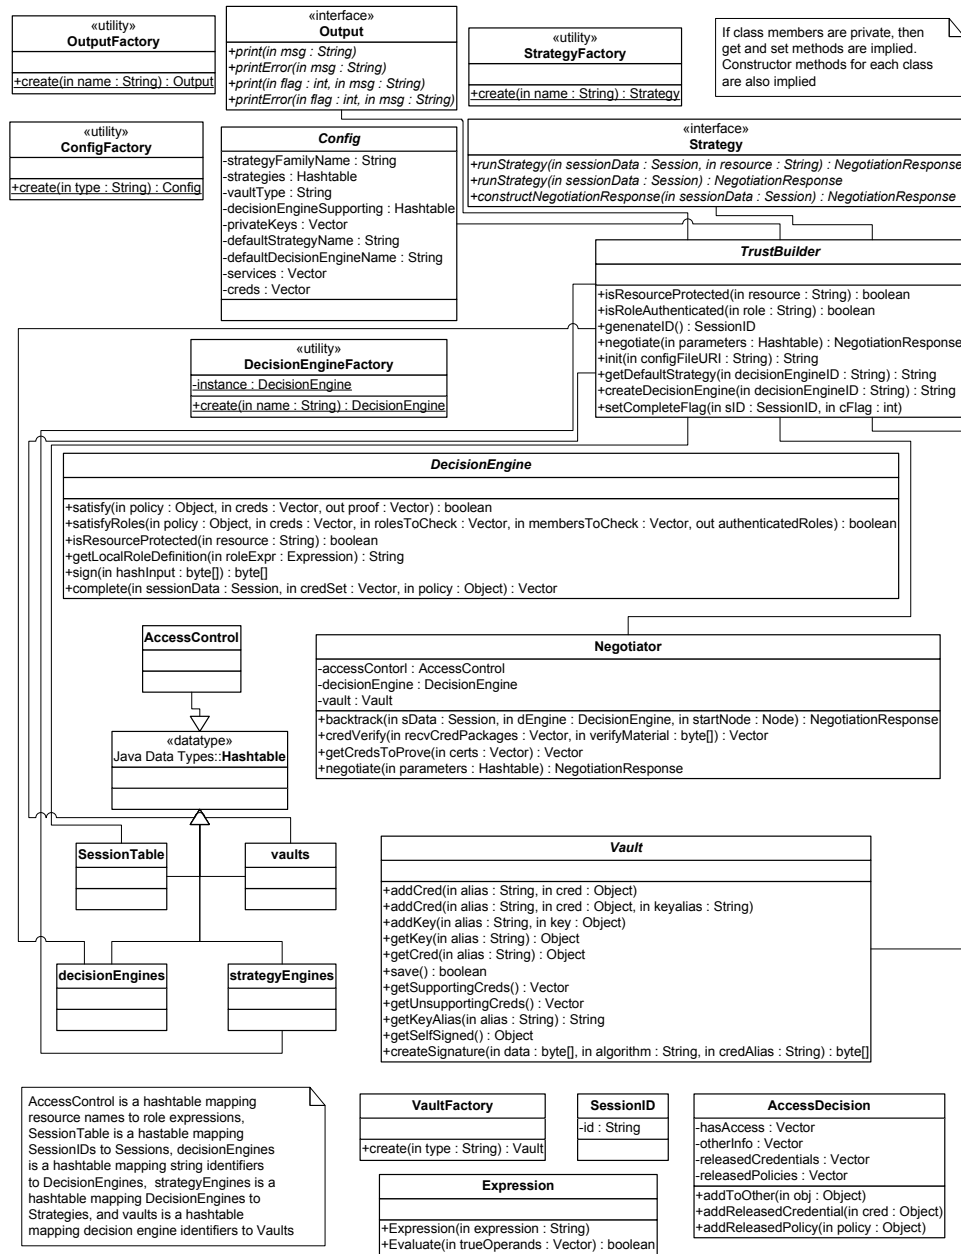 «utility»
OutputFactory
+create(in name : String) : Output
«interface»
Output
+print(in msg : String)
+printError(in msg : String)
+print(in flag : int, in msg : String)
+printError(in flag : int, in msg : String)
«utility»
StrategyFactory
+create(in name : String) : Strategy
If class members are private, then
get and set methods are implied.
Constructor methods for each class
are also implied
«utility»
ConfigFactory
+create(in type : String) : Config
Config
-strategyFamilyName : String
-strategies : Hashtable
-vaultType : String
-decisionEngineSupporting : Hashtable
-privateKeys : Vector
-defaultStrategyName : String
-defaultDecisionEngineName : String
-services : Vector
-creds : Vector
«interface»
Strategy
+runStrategy(in sessionData : Session, in resource : String) : NegotiationResponse
+runStrategy(in sessionData : Session) : NegotiationResponse
+constructNegotiationResponse(in sessionData : Session) : NegotiationResponse
TrustBuilder
+isResourceProtected(in resource : String) : boolean
+isRoleAuthenticated(in role : String) : boolean
+genenateID() : SessionID
+negotiate(in parameters : Hashtable) : NegotiationResponse
+init(in configFileURI : String) : String
+getDefaultStrategy(in decisionEngineID : String) : String
+createDecisionEngine(in decisionEngineID : String) : String
+setCompleteFlag(in sID : SessionID, in cFlag : int)
«utility»
DecisionEngineFactory
-instance : DecisionEngine
+create(in name : String) : DecisionEngine
DecisionEngine
+satisfy(in policy : Object, in creds : Vector, out proof : Vector) : boolean
+satisfyRoles(in policy : Object, in creds : Vector, in rolesToCheck : Vector, in membersToCheck : Vector, out authenticatedRoles) : boolean
+isResourceProtected(in resource : String) : boolean
+getLocalRoleDefinition(in roleExpr : Expression) : String
+sign(in hashInput : byte[]) : byte[]
+complete(in sessionData : Session, in credSet : Vector, in policy : Object) : Vector
AccessControl
Negotiator
-accessContorl : AccessControl
-decisionEngine : DecisionEngine
-vault : Vault
+backtrack(in sData : Session, in dEngine : DecisionEngine, in startNode : Node) : NegotiationResponse
+credVerify(in recvCredPackages : Vector, in verifyMaterial : byte[]) : Vector
+getCredsToProve(in certs : Vector) : Vector
+negotiate(in parameters : Hashtable) : NegotiationResponse
«datatype»
Java Data Types::Hashtable
SessionTable
vaults
decisionEngines
strategyEngines
Vault
+addCred(in alias : String, in cred : Object)
+addCred(in alias : String, in cred : Object, in keyalias : String)
+addKey(in alias : String, in key : Object)
+getKey(in alias : String) : Object
+getCred(in alias : String) : Object
+save() : boolean
+getSupportingCreds() : Vector
+getUnsupportingCreds() : Vector
+getKeyAlias(in alias : String) : String
+getSelfSigned() : Object
+createSignature(in data : byte[], in algorithm : String, in credAlias : String) : byte[]
AccessControl is a hashtable mapping
resource names to role expressions,
SessionTable is a hastable mapping
SessionIDs to Sessions, decisionEngines
is a hashtable mapping string identifiers
to DecisionEngines, strategyEngines is a
hashtable mapping DecisionEngines to
Strategies, and vaults is a hashtable
mapping decision engine identifiers to Vaults
VaultFactory
+create(in type : String) : Vault
SessionID
-id : String
AccessDecision
-hasAccess : Vector
-otherInfo : Vector
-releasedCredentials : Vector
-releasedPolicies : Vector
+addToOther(in obj : Object)
+addReleasedCredential(in cred : Object)
+addReleasedPolicy(in policy : Object)
Expression
+Expression(in expression : String)
+Evaluate(in trueOperands : Vector) : boolean